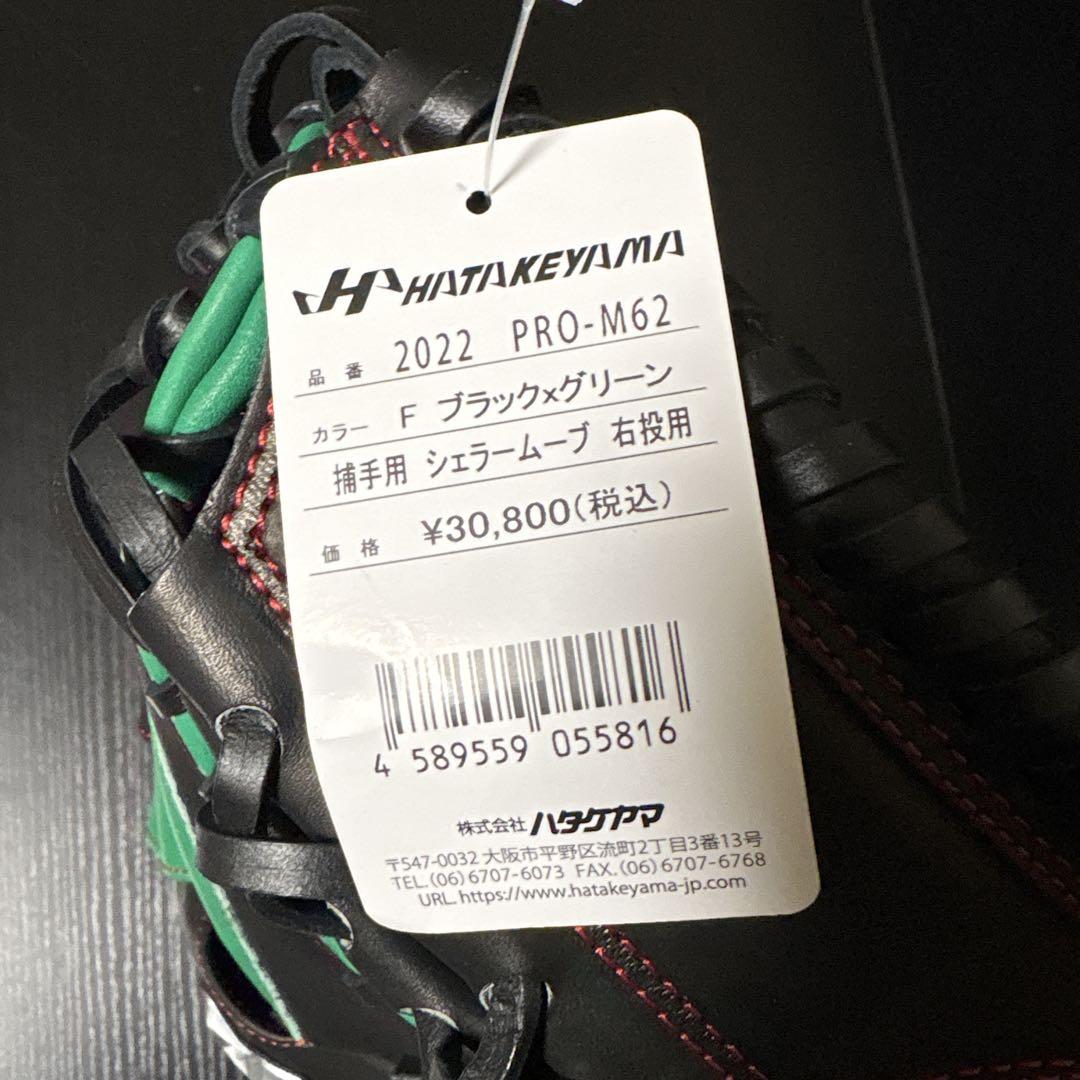 HATAKEYAMA
品番 2022 PRO-M62
カラー F ブラック×グリーン
捕手用 シェラームーブ 右投用
価格 ¥30,800(税込)
4 589559 055816
株式会社 ハタケヤマ
〒547-0032 大阪市平野区流町2丁目3番13号
TEL.(06)6707-6073 FAX.(06)6707-6768
URL.https://www.hatakeyama-jp.com